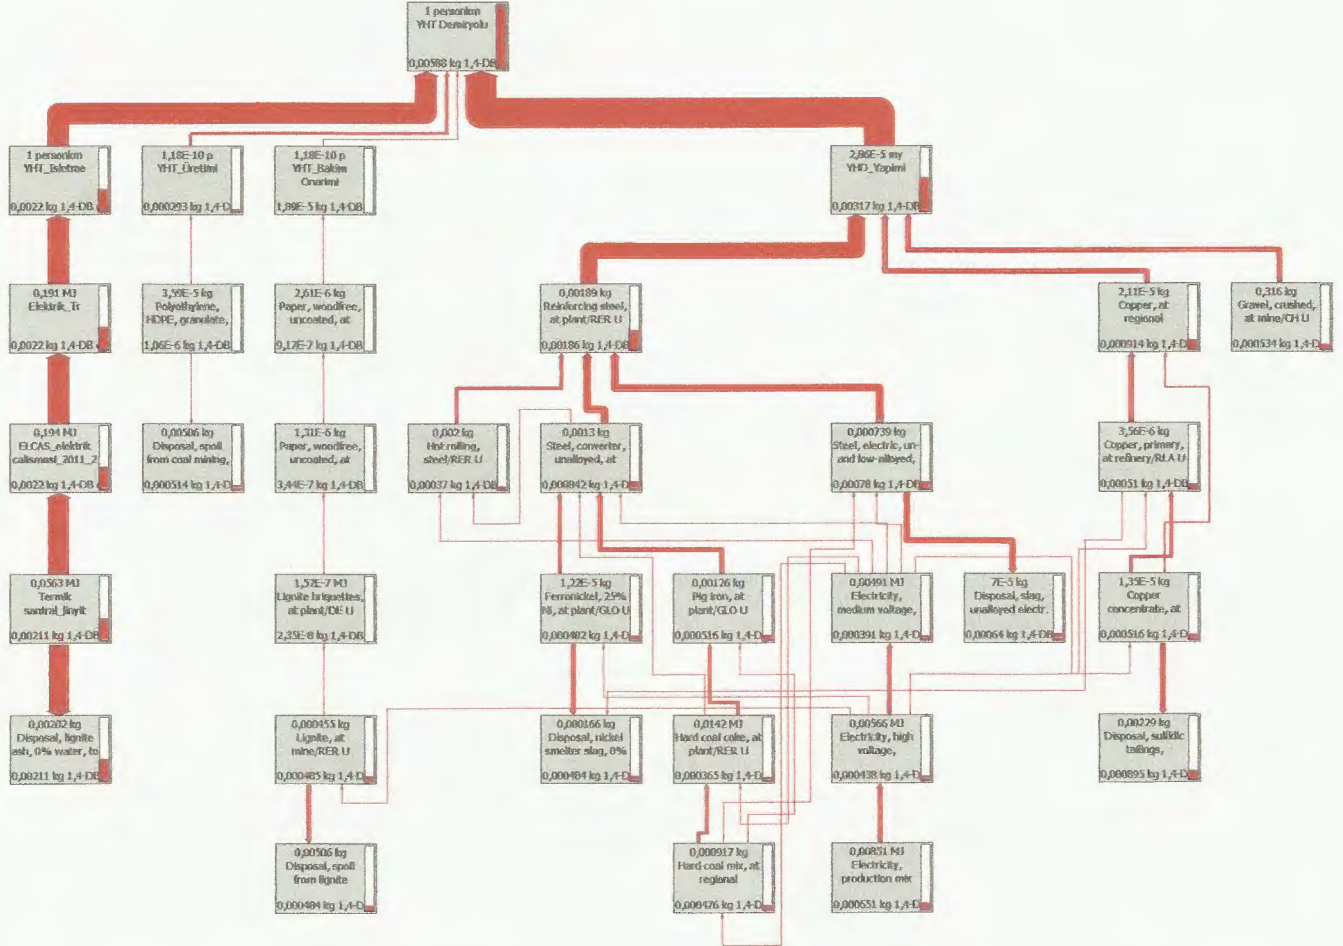 1 personkm
YHT Demiryolu
0,00588 kg 1,4-DB
1 personkm
YHT_Isletme
0,0022 kg 1,4-DB
1,18E-10 p
YHT_Üretimi
0,000293 kg 1,4-D
1,18E-10 p
YHT_Bakim
Onarimi
1,89E-5 kg 1,4-DB
2,86E-5 my
YHD_Yapimi
0,00317 kg 1,4-DB
0,191 MJ
Elektrik_Tr
0,0022 kg 1,4-DB
3,59E-5 kg
Polyethylene,
HDPE, granulate,
1,06E-6 kg 1,4-DB
2,61E-6 kg
Paper, woodfree,
uncoated, at
9,17E-7 kg 1,4-DB
0,00189 kg
Reinforcing steel,
at plant/RER U
0,00186 kg 1,4-DB
2,11E-5 kg
Copper, at
regional
0,000914 kg 1,4-D
0,316 kg
Gravel, crushed,
at mine/CH U
0,000534 kg 1,4-D
0,194 MJ
ELCAS_elektrik
calismasi_2011_2
0,0022 kg 1,4-DB
0,00506 kg
Disposal, spoil
from coal mining,
0,000514 kg 1,4-D
1,31E-6 kg
Paper, woodfree,
uncoated, at
3,44E-7 kg 1,4-DB
0,002 kg
Hot rolling,
steel/RER U
0,00037 kg 1,4-DB
0,0013 kg
Steel, converter,
unalloyed, at
0,000842 kg 1,4-D
0,000739 kg
Steel, electric, un-
and low-alloyed,
0,00078 kg 1,4-DB
3,56E-6 kg
Copper, primary,
at refinery/RLA U
0,00051 kg 1,4-DB
0,0563 MJ
Termik
santral_linyit
0,00211 kg 1,4-DB
1,52E-7 MJ
Lignite briquettes,
at plant/DE U
2,35E-8 kg 1,4-DB
1,22E-5 kg
Ferronickel, 25%
Ni, at plant/GLO U
0,000482 kg 1,4-D
0,00126 kg
Pig iron, at
plant/GLO U
0,000516 kg 1,4-D
0,00491 MJ
Electricity,
medium voltage,
0,000391 kg 1,4-D
7E-5 kg
Disposal, slag,
unalloyed electr.
0,00064 kg 1,4-DB
1,35E-5 kg
Copper
concentrate, at
0,000516 kg 1,4-D
0,00202 kg
Disposal, lignite
ash, 0% water, to
0,00211 kg 1,4-DB
0,000455 kg
Lignite, at
mine/RER U
0,000485 kg 1,4-D
0,000166 kg
Disposal, nickel
smelter slag, 0%
0,000484 kg 1,4-D
0,0142 MJ
Hard coal coke, at
plant/RER U
0,000365 kg 1,4-D
0,00566 MJ
Electricity, high
voltage,
0,000438 kg 1,4-D
0,00229 kg
Disposal, sulfidic
tailings,
0,000895 kg 1,4-D
0,00506 kg
Disposal, spoil
from lignite
0,000484 kg 1,4-D
0,000917 kg
Hard coal mix, at
regional
0,000476 kg 1,4-D
0,00851 MJ
Electricity,
production mix
0,000651 kg 1,4-D